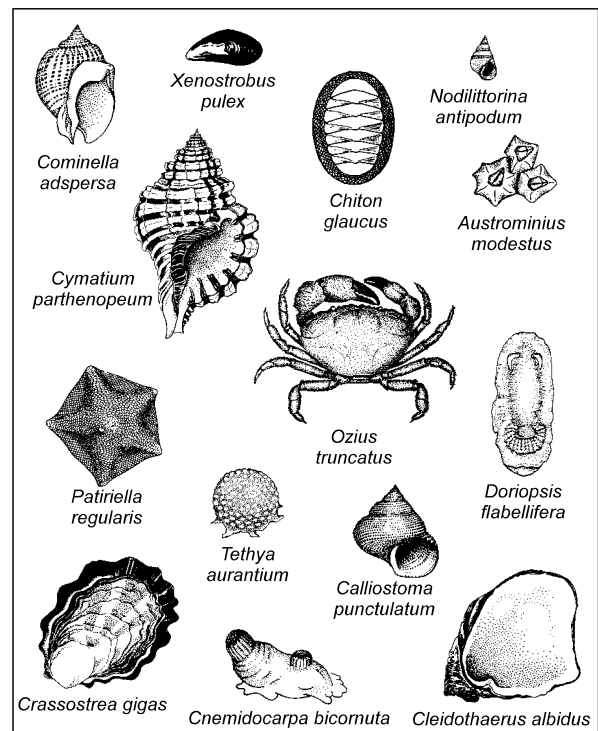 Xenostrobus
pulex
Nodilittorina
antipodum
Cominella
adspersa
Chiton
glaucus
Austrominius
modestus
Cymatium
parthenopeum
Ozius
truncatus
Patiriella
regularis
Doriopsis
flabellifera
Tethya
aurantium
Calliostoma
punctulatum
Crassostrea gigas
Cnemidocarpa bicornuta
Cleidothaerus albidus